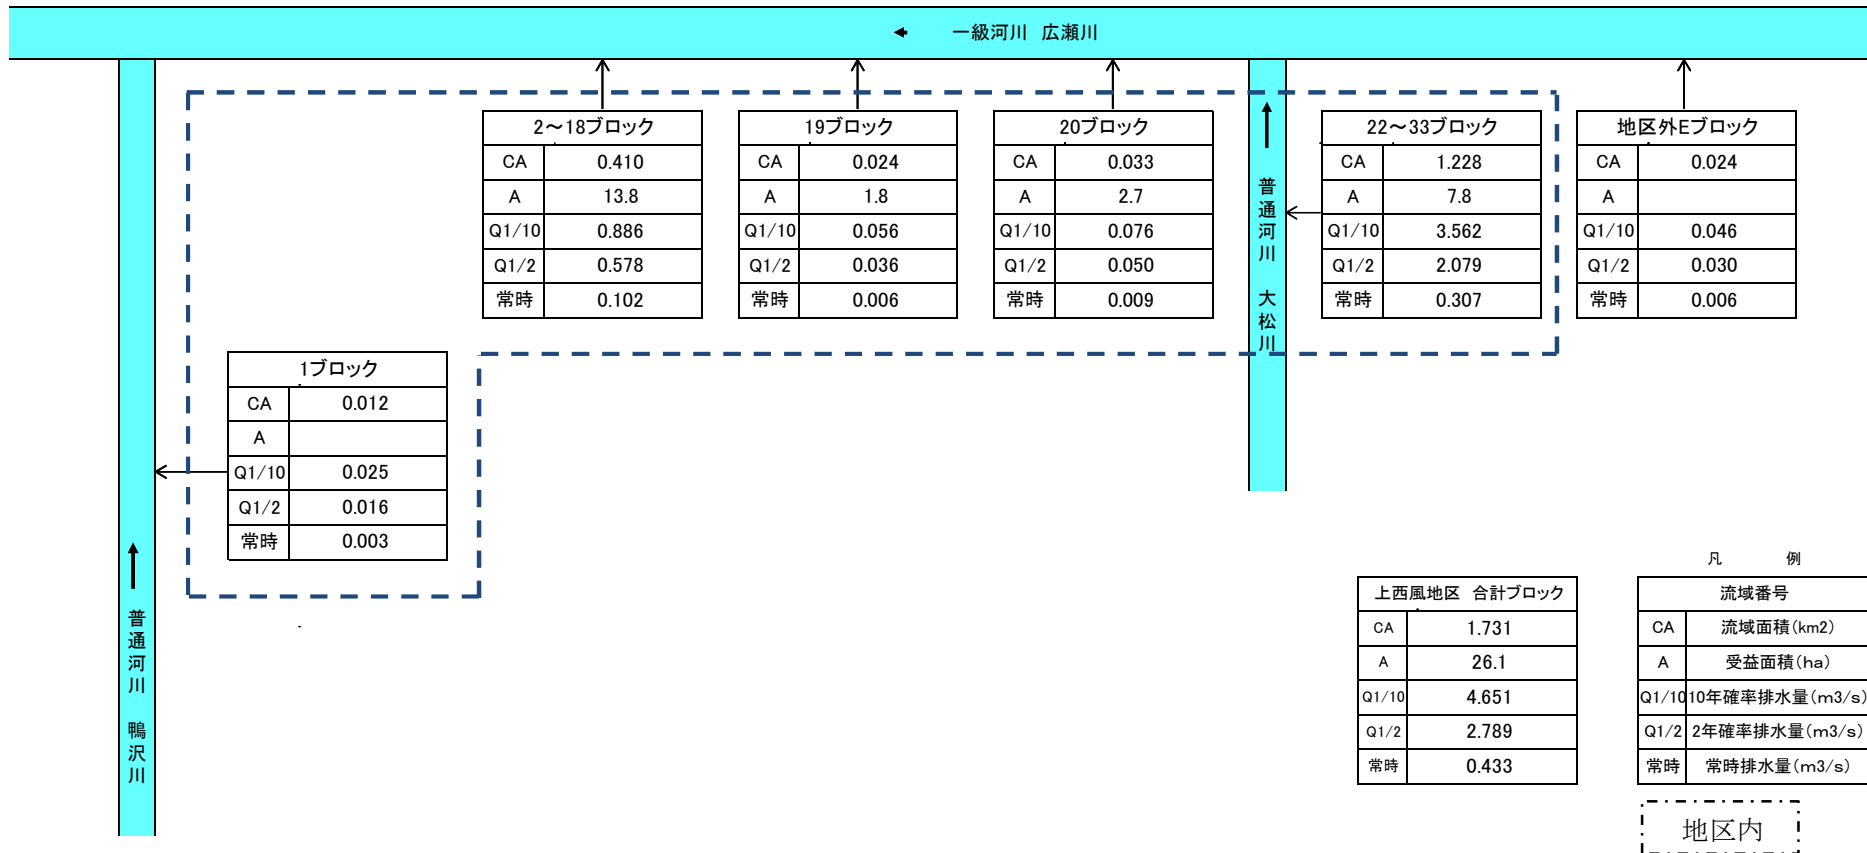 一級河川 広瀬川
2～18ブロック
CA 0.410
A 13.8
Q1/10 0.886
Q1/2 0.578
常時 0.102
19ブロック
CA 0.024
A 1.8
Q1/10 0.056
Q1/2 0.036
常時 0.006
20ブロック
CA 0.033
A 2.7
Q1/10 0.076
Q1/2 0.050
常時 0.009
普通河川 大松川
22～33ブロック
CA 1.228
A 7.8
Q1/10 3.562
Q1/2 2.079
常時 0.307
地区外Eブロック
CA 0.024
A
Q1/10 0.046
Q1/2 0.030
常時 0.006
1ブロック
CA 0.012
A
Q1/10 0.025
Q1/2 0.016
常時 0.003
普通河川 鴨沢川
上西風地区 合計ブロック
CA 1.731
A 26.1
Q1/10 4.651
Q1/2 2.789
常時 0.433
凡 例
流域番号
CA 流域面積(km2)
A 受益面積(ha)
Q1/10 10年確率排水量(m3/s)
Q1/2 2年確率排水量(m3/s)
常時 常時排水量(m3/s)
地区内